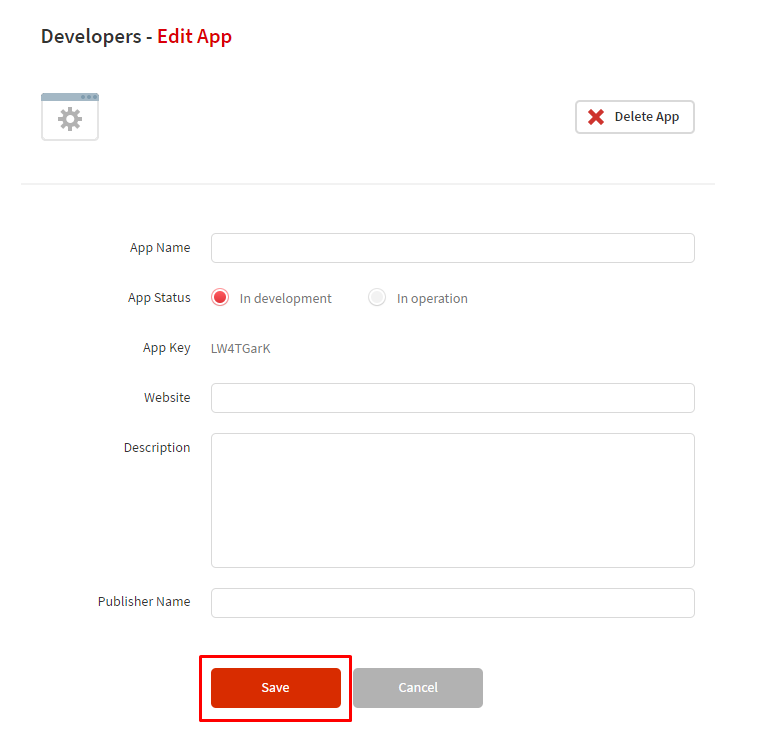 Developers - Edit App
Delete App
App Name
App Status In development In operation
App Key LW4TGarK
Website
Description
Publisher Name
Save Cancel